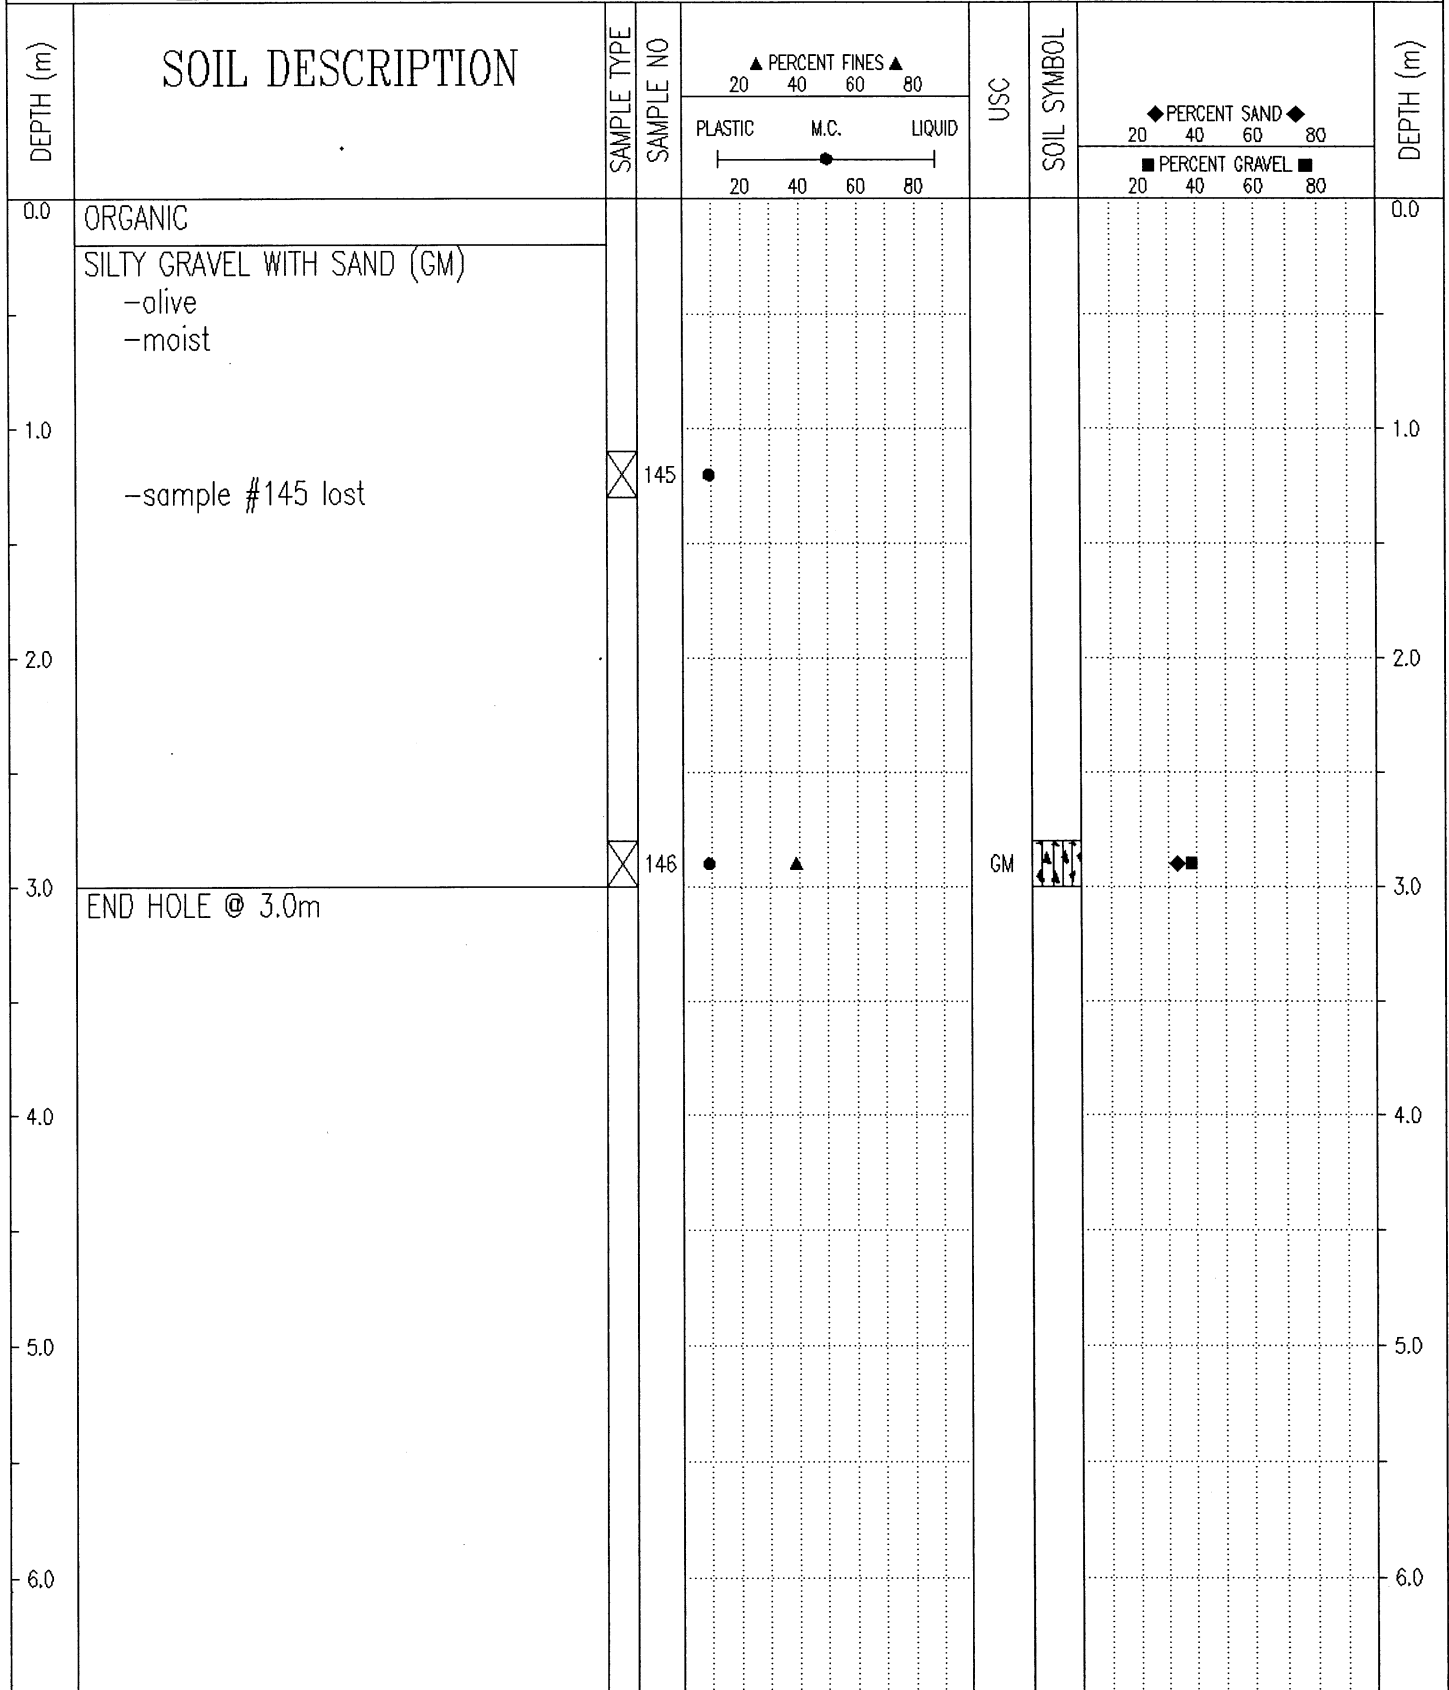 DEPTH (m)
SOIL DESCRIPTION
SAMPLE TYPE
SAMPLE NO
▲ PERCENT FINES ▲
20 40 60 80
PLASTIC M.C. LIQUID
20 40 60 80
USC
SOIL SYMBOL
◆PERCENT SAND◆
20 40 60 80
■PERCENT GRAVEL■
20 40 60 80
DEPTH (m)
0.0 ORGANIC 0.0
SILTY GRAVEL WITH SAND (GM)
-olive
-moist
1.0 1.0
145
-sample #145 lost
2.0 2.0
146 GM
3.0 3.0
END HOLE @ 3.0m
4.0 4.0
5.0 5.0
6.0 6.0